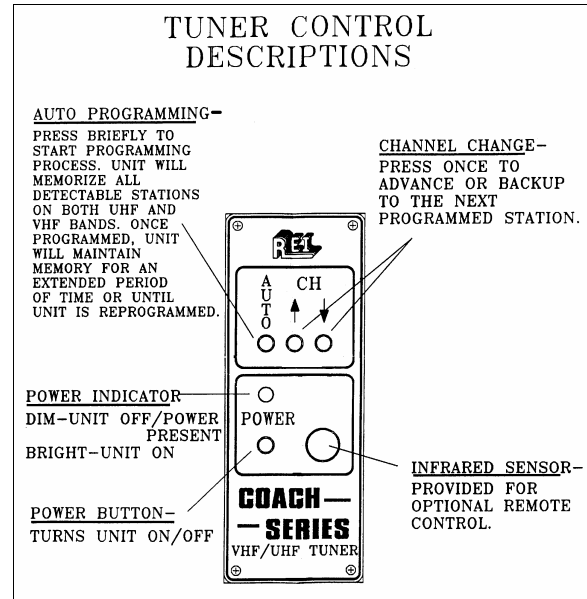 TUNER CONTROL
DESCRIPTIONS
AUTO PROGRAMMING-
PRESS BRIEFLY TO
START PROGRAMMING
PROCESS. UNIT WILL
MEMORIZE ALL
DETECTABLE STATIONS
ON BOTH UHF AND
VHF BANDS. ONCE
PROGRAMMED, UNIT
WILL MAINTAIN
MEMORY FOR AN
EXTENDED PERIOD
OF TIME OR UNTIL
UNIT IS REPROGRAMMED.
CHANNEL CHANGE-
PRESS ONCE TO
ADVANCE OR BACKUP
TO THE NEXT
PROGRAMMED STATION.
REI
AUTO
CH
POWER INDICATOR
DIM-UNIT OFF/POWER
PRESENT
BRIGHT-UNIT ON
POWER
POWER BUTTON-
TURNS UNIT ON/OFF
INFRARED SENSOR-
PROVIDED FOR
OPTIONAL REMOTE
CONTROL.
COACH-
-SERIES
VHF/UHF TUNER